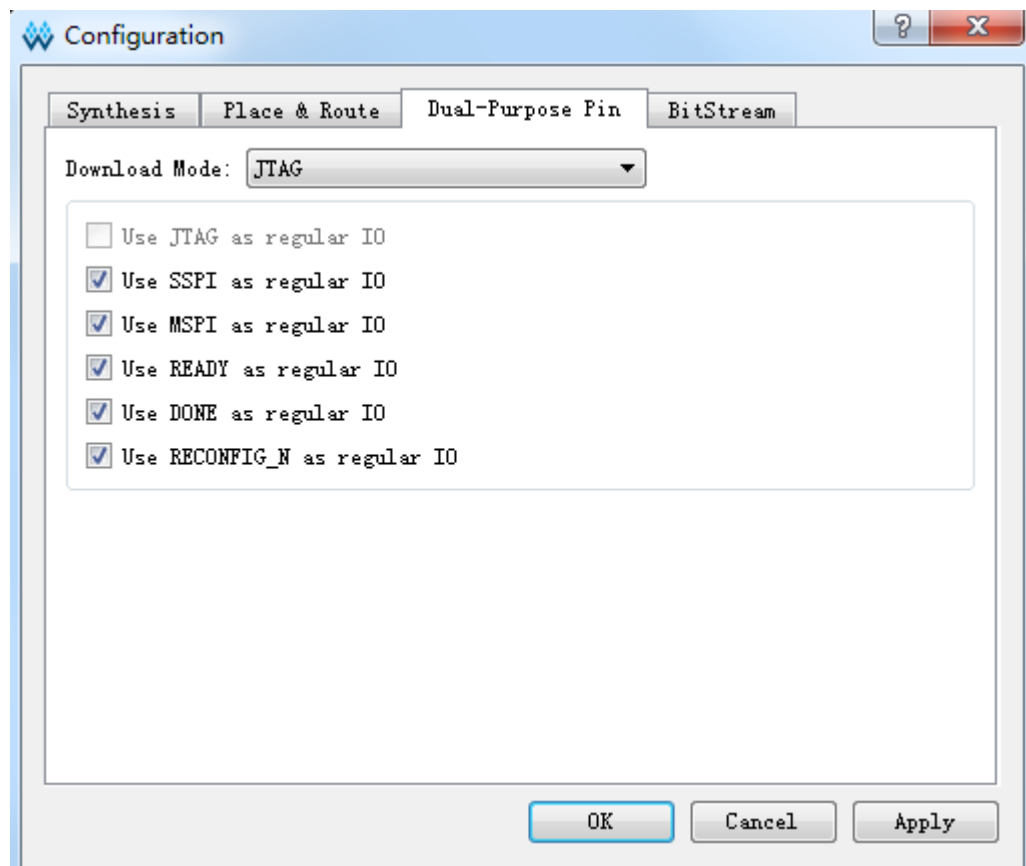 Configuration
Synthesis Place & Route Dual-Purpose Pin BitStream
Download Mode: JTAG
Use JTAG as regular IO
Use SSPI as regular IO
Use MSPI as regular IO
Use READY as regular IO
Use DONE as regular IO
Use RECONFIG_N as regular IO
OK Cancel Apply